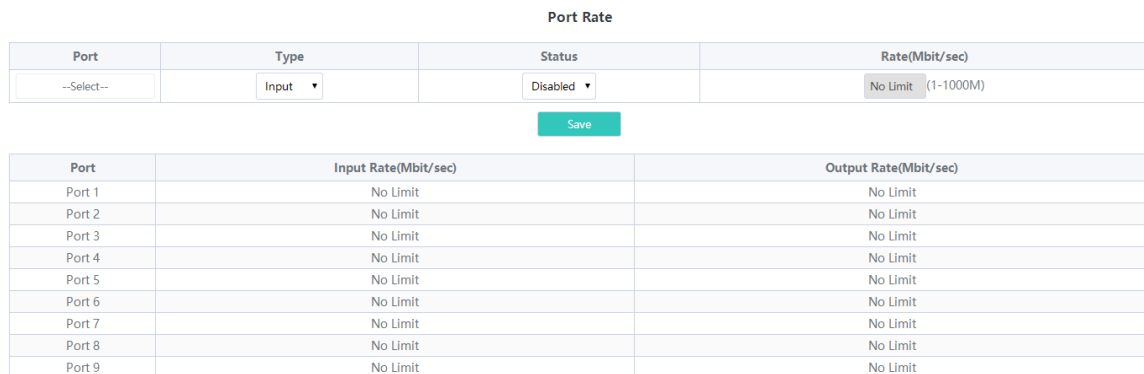 Port Rate
Port Type Status Rate(Mbit/sec)
--Select-- Input Disabled No Limit (1-1000M)
Save
Port Input Rate(Mbit/sec) Output Rate(Mbit/sec)
Port 1 No Limit No Limit
Port 2 No Limit No Limit
Port 3 No Limit No Limit
Port 4 No Limit No Limit
Port 5 No Limit No Limit
Port 6 No Limit No Limit
Port 7 No Limit No Limit
Port 8 No Limit No Limit
Port 9 No Limit No Limit